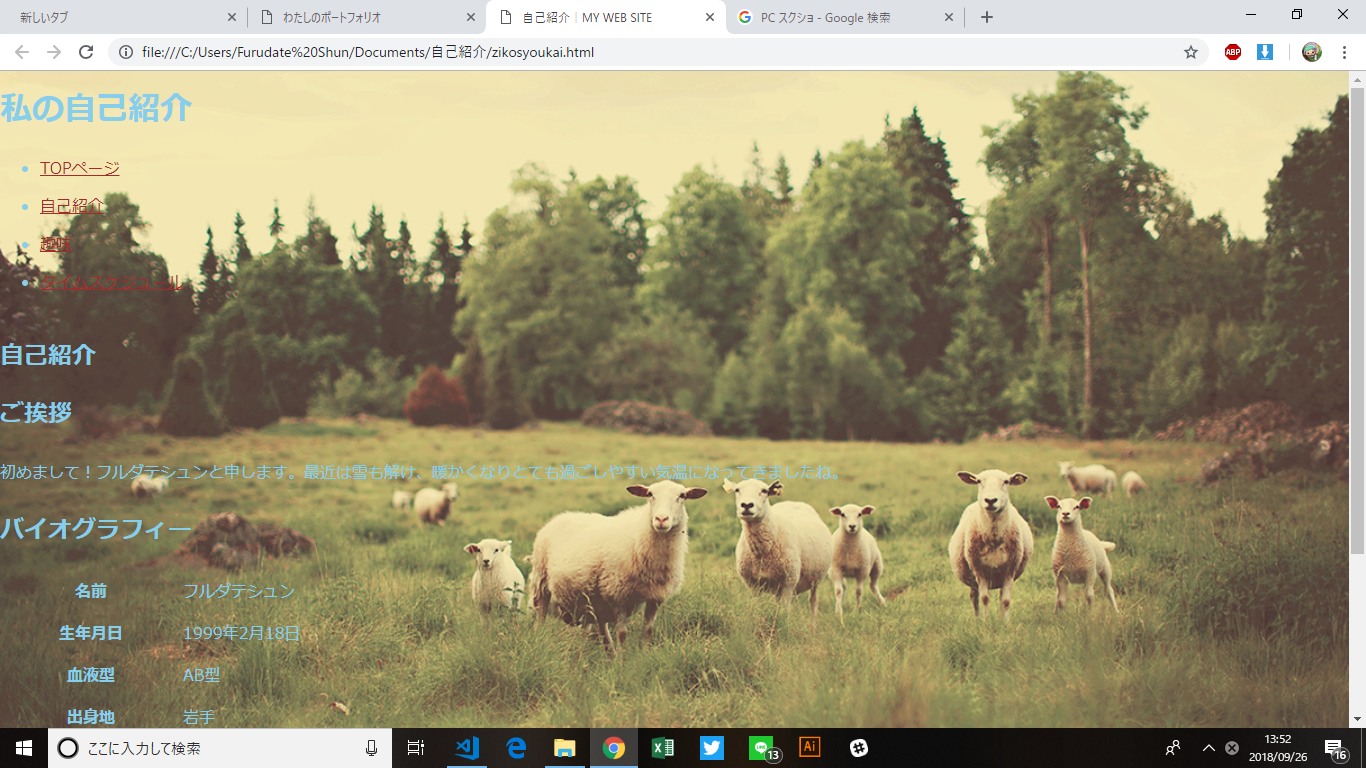 新しいタブ
わたしのポートフォリオ
自己紹介｜MY WEB SITE
PC スクショ - Google 検索
file:///C:/Users/Furudate%20Shun/Documents/自己紹介/zikosyoukai.html
ABP
私の自己紹介
TOPページ
自己紹介
趣味
タイムスケジュール
自己紹介
ご挨拶
初めまして！フルダテシュンと申します。最近は雪も解け、暖かくなりとても過ごしやすい気温になってきましたね。
バイオグラフィー
名前 フルダテシュン
生年月日 1999年2月18日
血液型 AB型
出身地 岩手
ここに入力して検索
LINE
13
Ai
13:52
2018/09/26
16